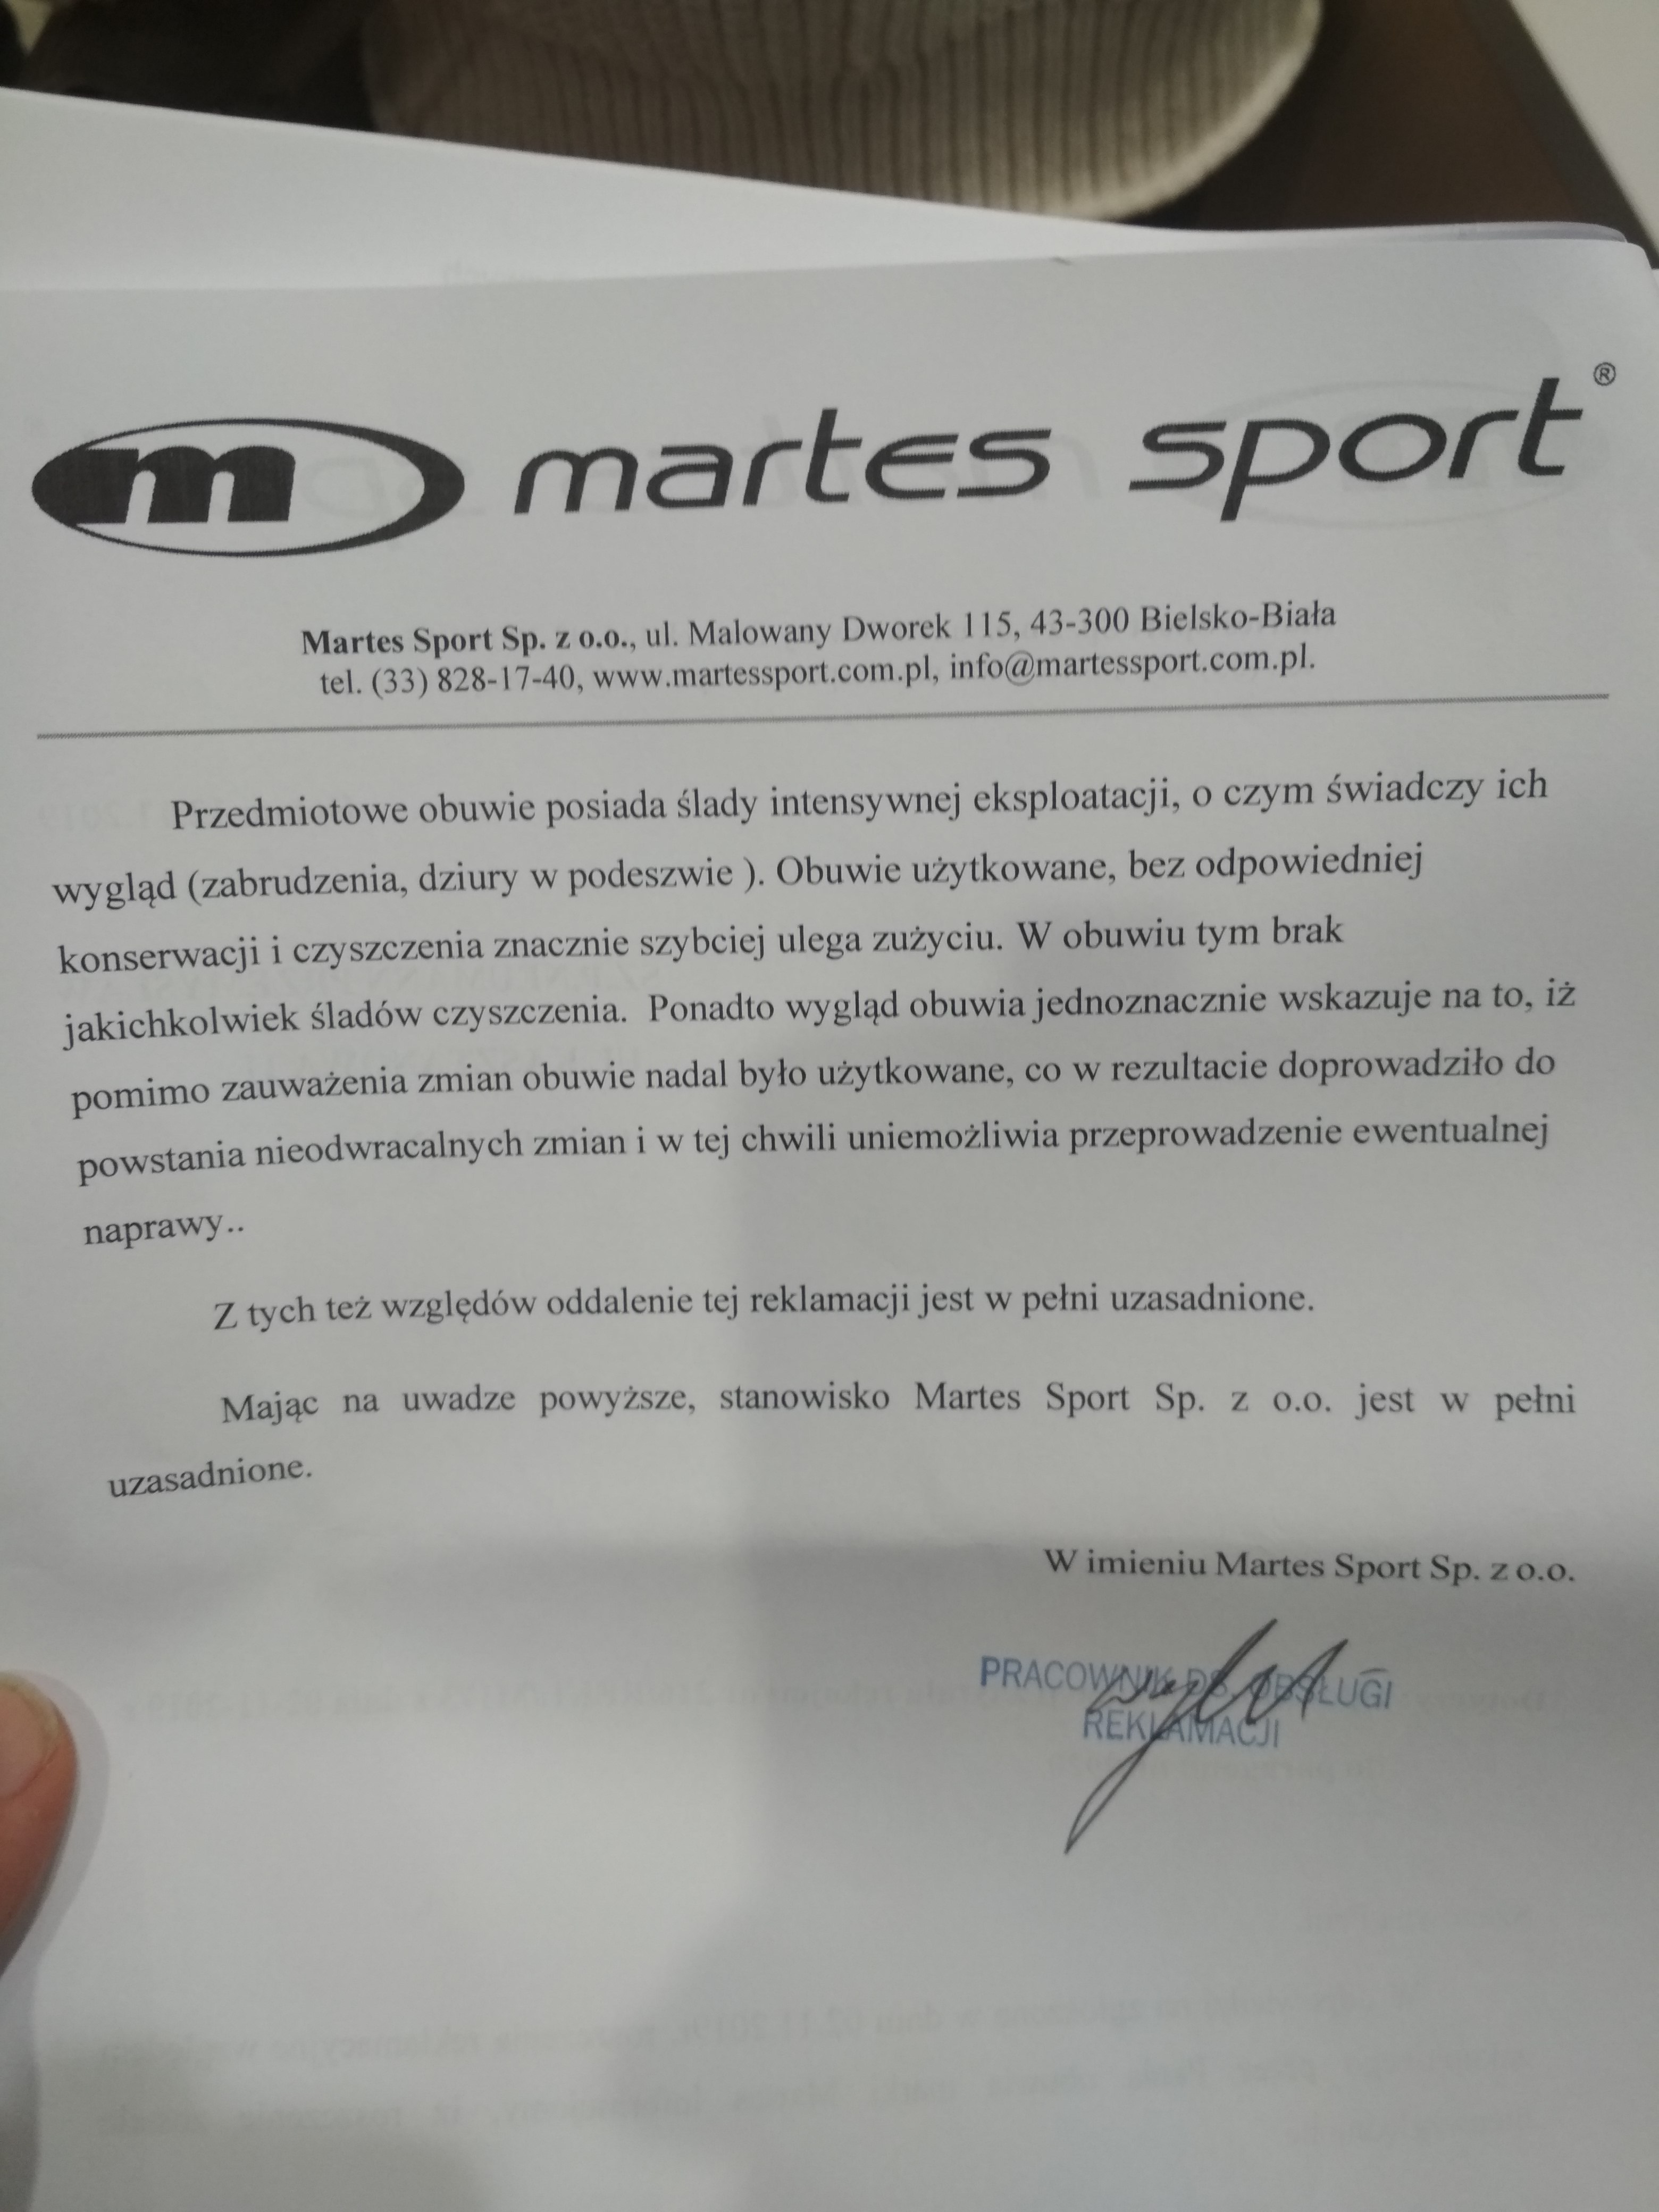 m martes sport®
Martes Sport Sp. z o.o., ul. Malowany Dworek 115, 43-300 Bielsko-Biała
tel. (33) 828-17-40, www.martessport.com.pl, info@martessport.com.pl.
Przedmiotowe obuwie posiada ślady intensywnej eksploatacji, o czym świadczy ich
wygląd (zabrudzenia, dziury w podeszwie ). Obuwie użytkowane, bez odpowiedniej
konserwacji i czyszczenia znacznie szybciej ulega zużyciu. W obuwiu tym brak
jakichkolwiek śladów czyszczenia. Ponadto wygląd obuwia jednoznacznie wskazuje na to, iż
pomimo zauważenia zmian obuwie nadal było użytkowane, co w rezultacie doprowadziło do
powstania nieodwracalnych zmian i w tej chwili uniemożliwia przeprowadzenie ewentualnej
naprawy..
Z tych też względów oddalenie tej reklamacji jest w pełni uzasadnione.
Mając na uwadze powyższe, stanowisko Martes Sport Sp. z o.o. jest w pełni
uzasadnione.
W imieniu Martes Sport Sp. z o.o.
PRACOWNIK DS. OBSŁUGI
REKLAMACJI